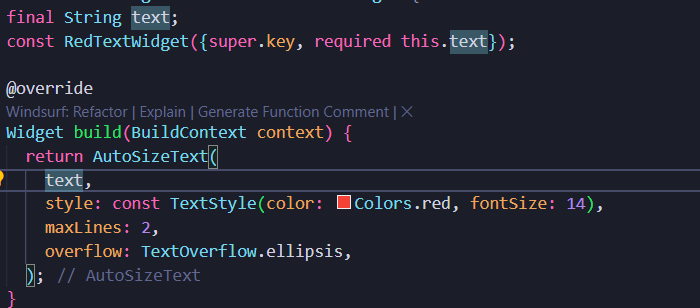 final String text;
const RedTextWidget({super.key, required this.text});
@override
Windsurf: Refactor | Explain | Generate Function Comment | ×
Widget build(BuildContext context) {
return AutoSizeText(
text,
style: const TextStyle(color: Colors.red, fontSize: 14),
maxLines: 2,
overflow: TextOverflow.ellipsis,
); // AutoSizeText
}